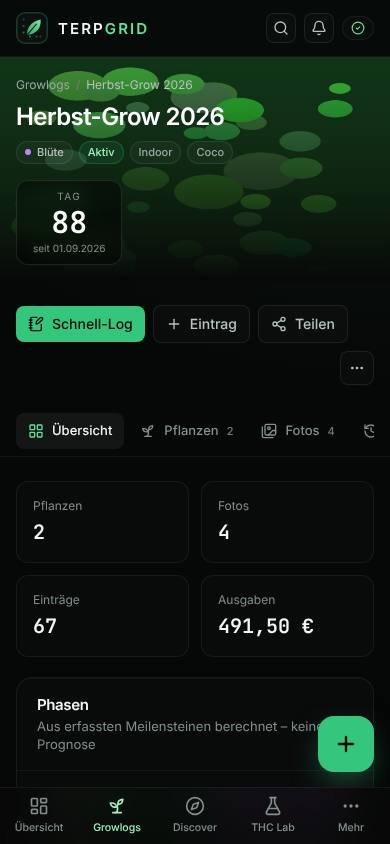 TERPGRID
Growlogs / Herbst-Grow 2026
Herbst-Grow 2026
Blüte Aktiv Indoor Coco
TAG
88
seit 01.09.2026
Schnell-Log Eintrag Teilen
Übersicht Pflanzen 2 Fotos 4
Pflanzen
2
Fotos
4
Einträge
67
Ausgaben
491,50 €
Phasen
Aus erfassten Meilensteinen berechnet – keine
Prognose
Übersicht Growlogs Discover THC Lab Mehr